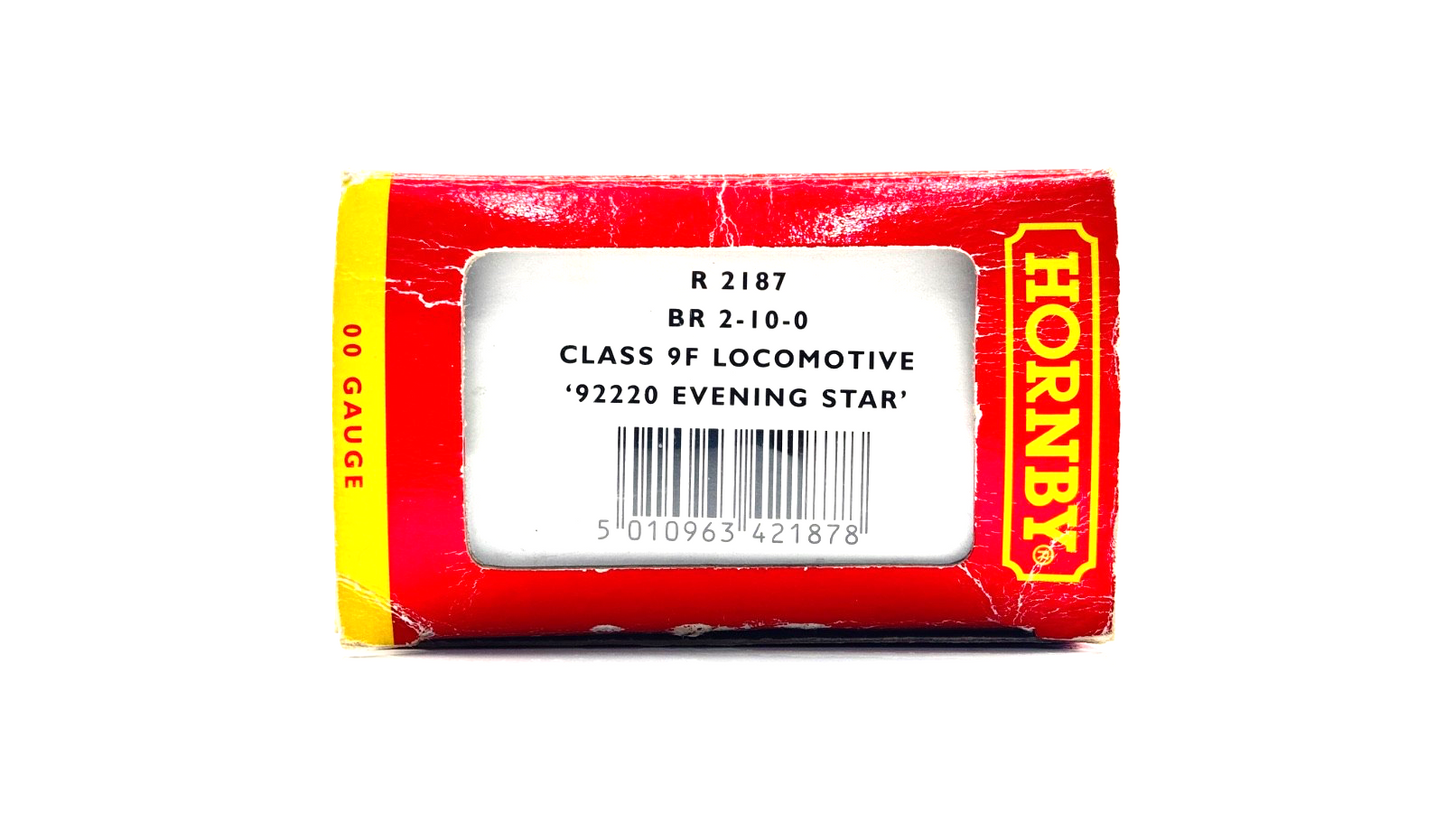 R 2187
BR 2-10-0
CLASS 9F LOCOMOTIVE
‘92220 EVENING STAR’
5 010963 421878
00 GAUGE
HORNBY®